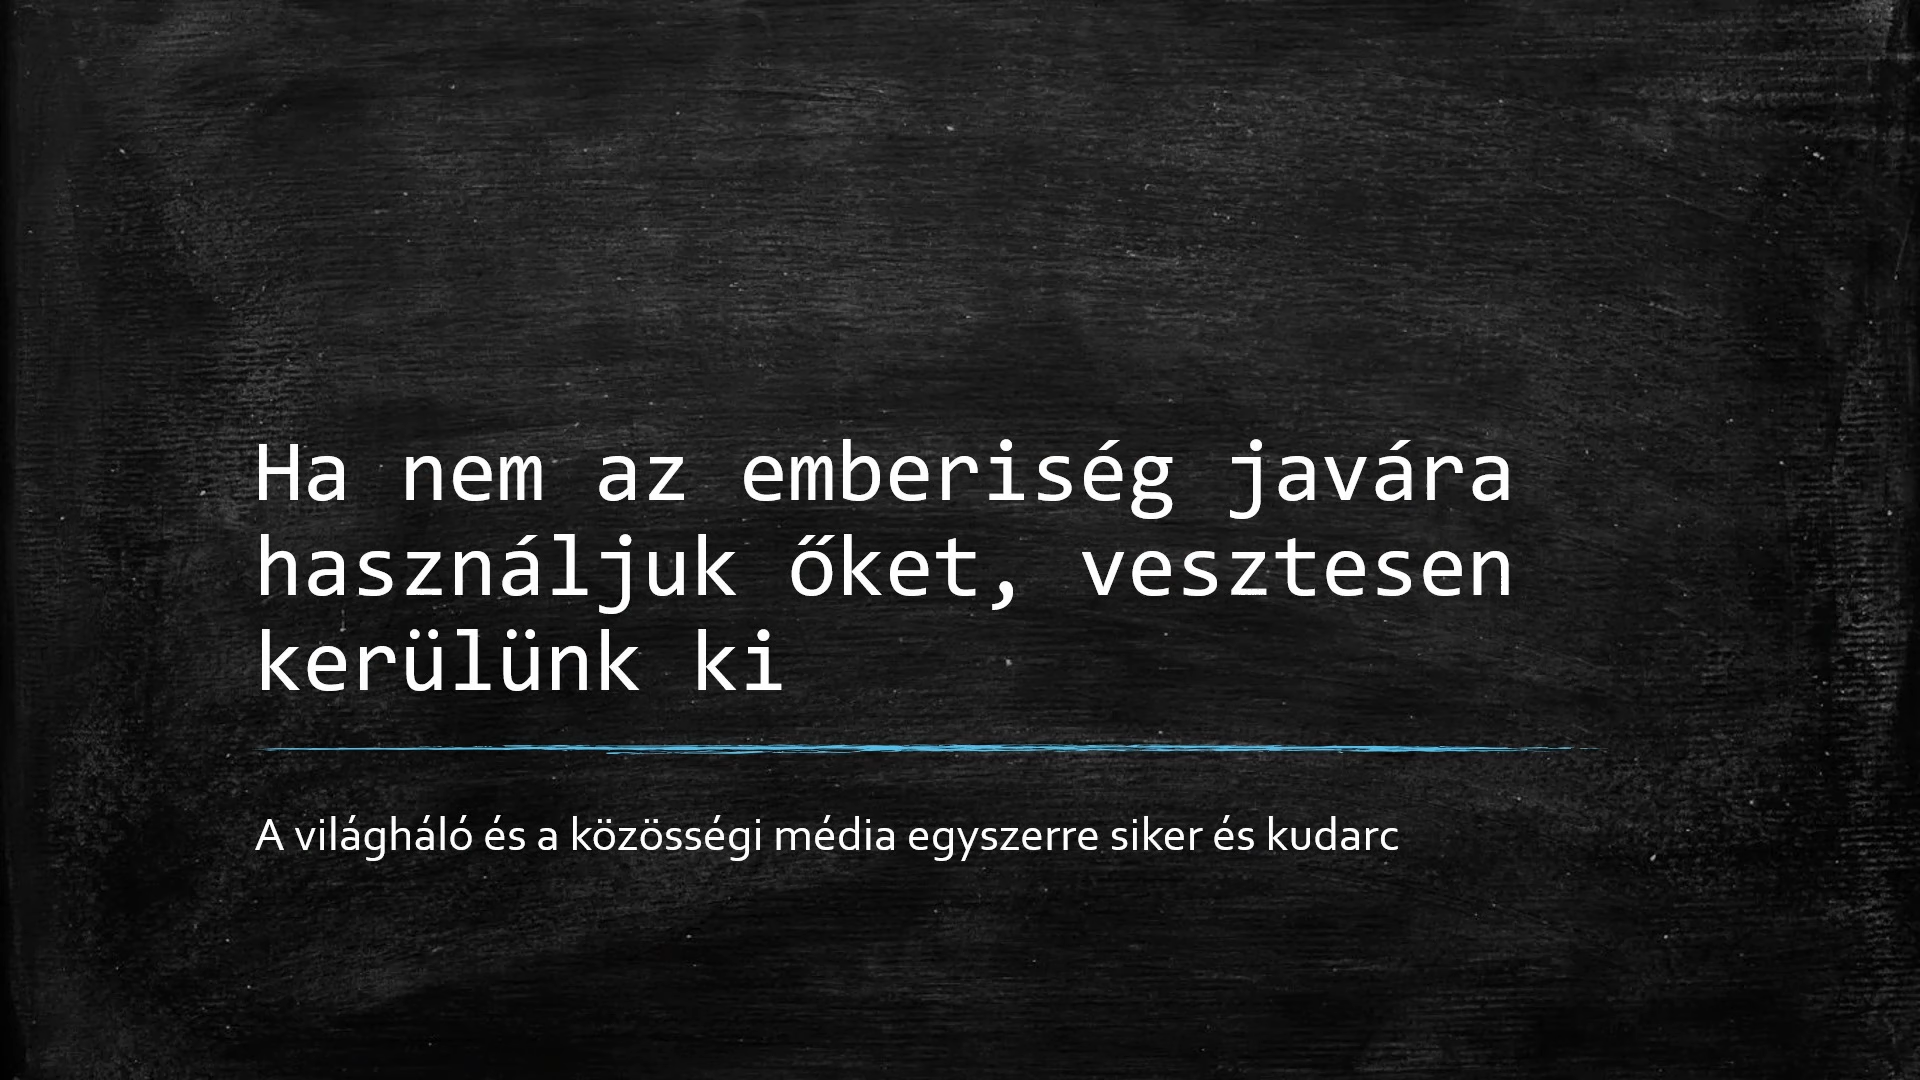 Ha nem az emberiség javára
használjuk őket, vesztesen
kerülünk ki
A világháló és a közösségi média egyszerre siker és kudarc